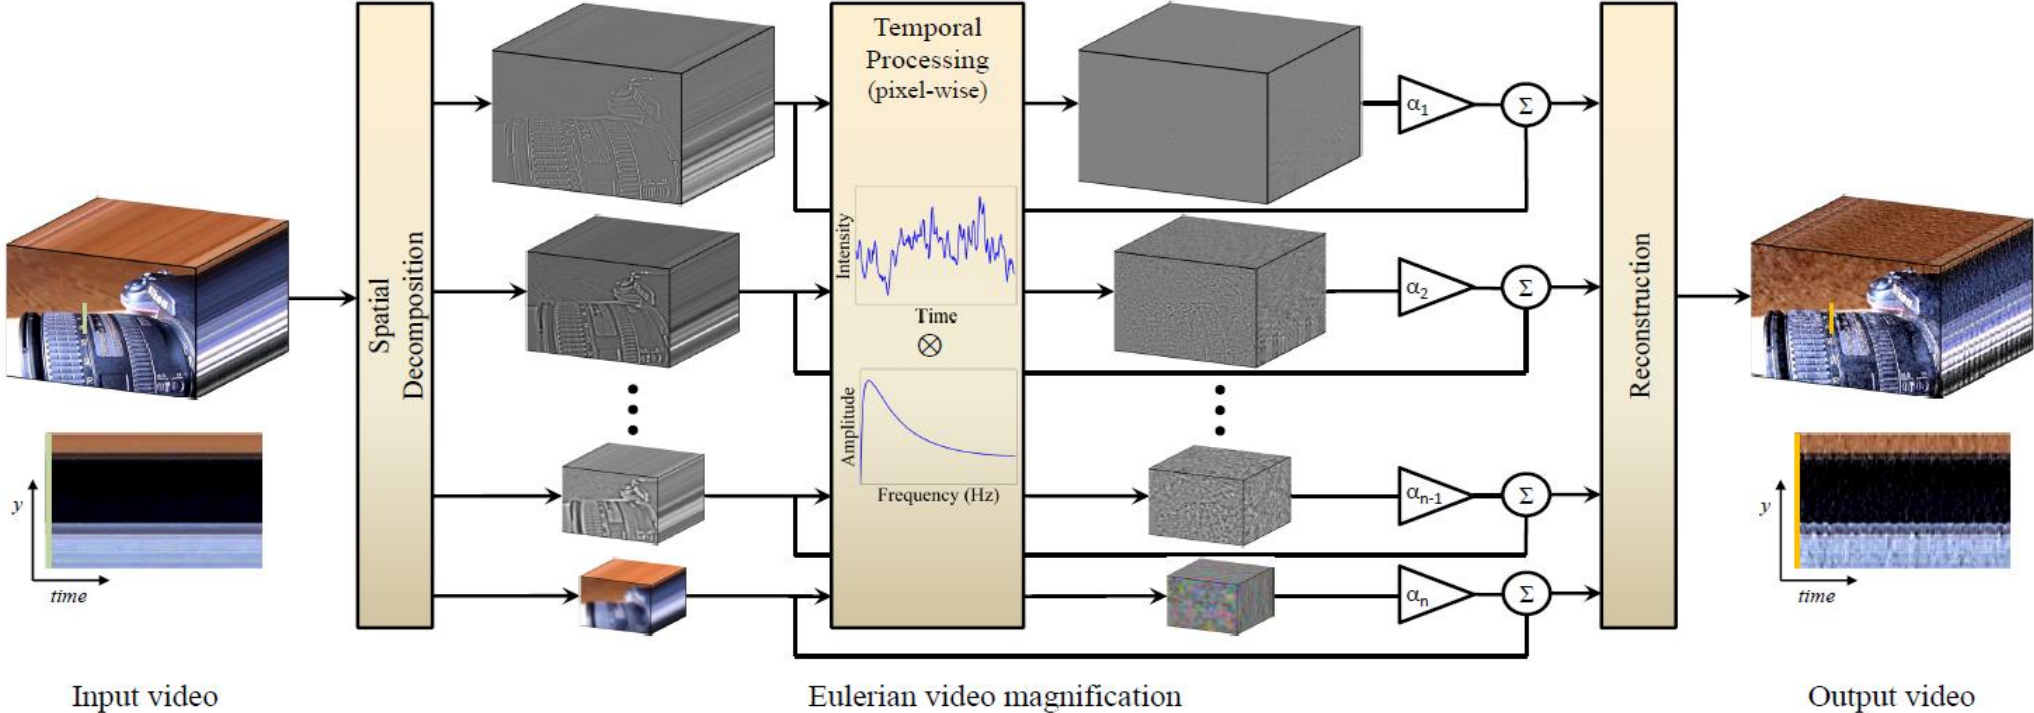 Temporal
Processing
(pixel-wise)
Intensity
Time
⊗
Amplitude
Frequency (Hz)
Spatial
Decomposition
α1
Σ
α2
Σ
αn-1
Σ
αn
Σ
Reconstruction
y
time
y
time
Input video
Eulerian video magnification
Output video